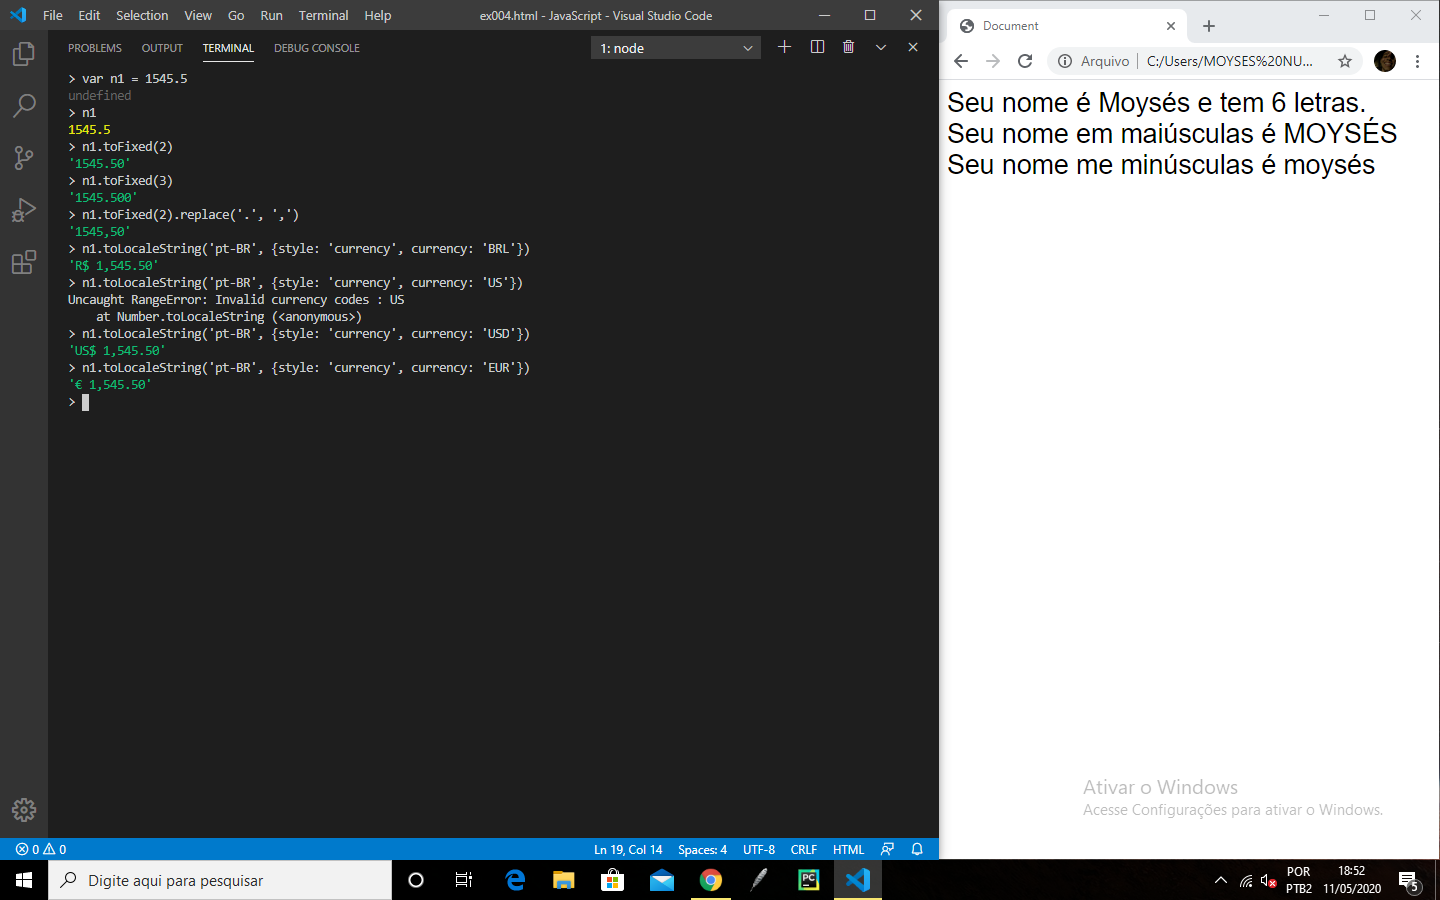 File Edit Selection View Go Run Terminal Help ex004.html - JavaScript - Visual Studio Code
PROBLEMS OUTPUT TERMINAL DEBUG CONSOLE 1: node
> var n1 = 1545.5
undefined
> n1
1545.5
> n1.toFixed(2)
'1545.50'
> n1.toFixed(3)
'1545.500'
> n1.toFixed(2).replace('.', ',')
'1545,50'
> n1.toLocaleString('pt-BR', {style: 'currency', currency: 'BRL'})
'R$ 1,545.50'
> n1.toLocaleString('pt-BR', {style: 'currency', currency: 'US'})
Uncaught RangeError: Invalid currency codes : US
    at Number.toLocaleString (<anonymous>)
> n1.toLocaleString('pt-BR', {style: 'currency', currency: 'USD'})
'US$ 1,545.50'
> n1.toLocaleString('pt-BR', {style: 'currency', currency: 'EUR'})
'€ 1,545.50'
>
0 0 Ln 19, Col 14 Spaces: 4 UTF-8 CRLF HTML
Document
Arquivo | C:/Users/MOYSES%20NU...
Seu nome é Moysés e tem 6 letras.
Seu nome em maiúsculas é MOYSÉS
Seu nome me minúsculas é moysés
Ativar o Windows
Acesse Configurações para ativar o Windows.
Digite aqui para pesquisar
PC
POR
PTB2
18:52
11/05/2020
5